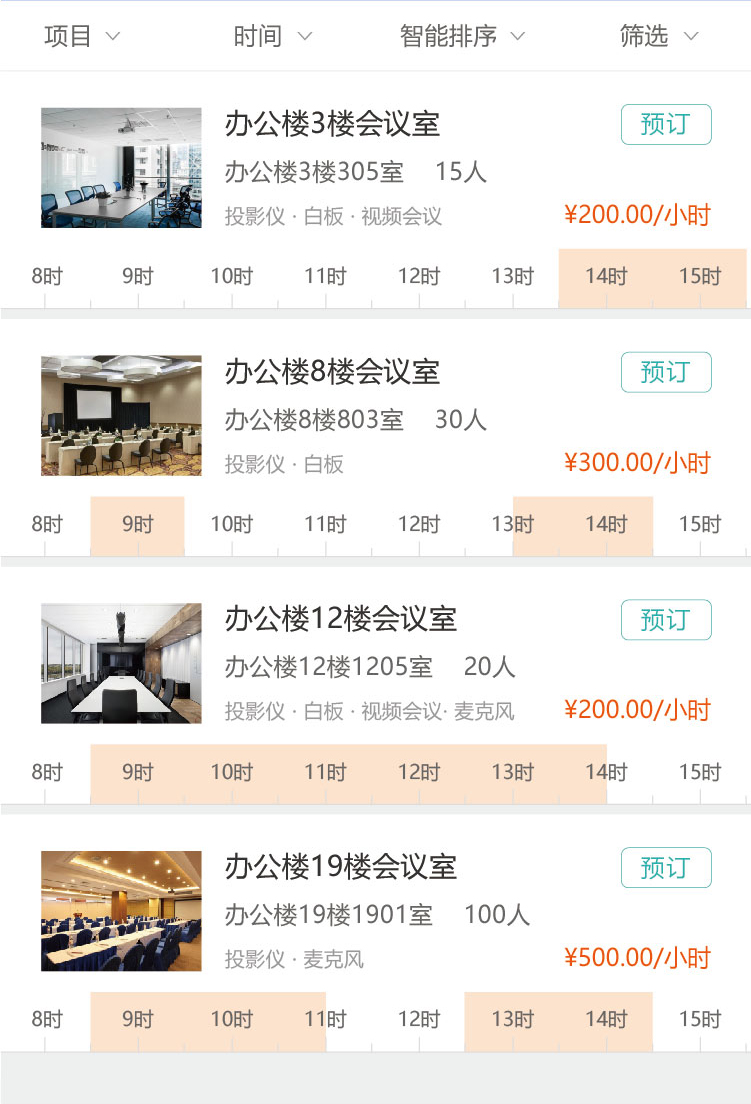 项目 时间 智能排序 筛选
办公楼3楼会议室 预订
办公楼3楼305室 15人
投影仪 · 白板 · 视频会议 ¥200.00/小时
8时 9时 10时 11时 12时 13时 14时 15时
办公楼8楼会议室 预订
办公楼8楼803室 30人
投影仪 · 白板 ¥300.00/小时
8时 9时 10时 11时 12时 13时 14时 15时
办公楼12楼会议室 预订
办公楼12楼1205室 20人
投影仪 · 白板 · 视频会议· 麦克风 ¥200.00/小时
8时 9时 10时 11时 12时 13时 14时 15时
办公楼19楼会议室 预订
办公楼19楼1901室 100人
投影仪 · 麦克风 ¥500.00/小时
8时 9时 10时 11时 12时 13时 14时 15时